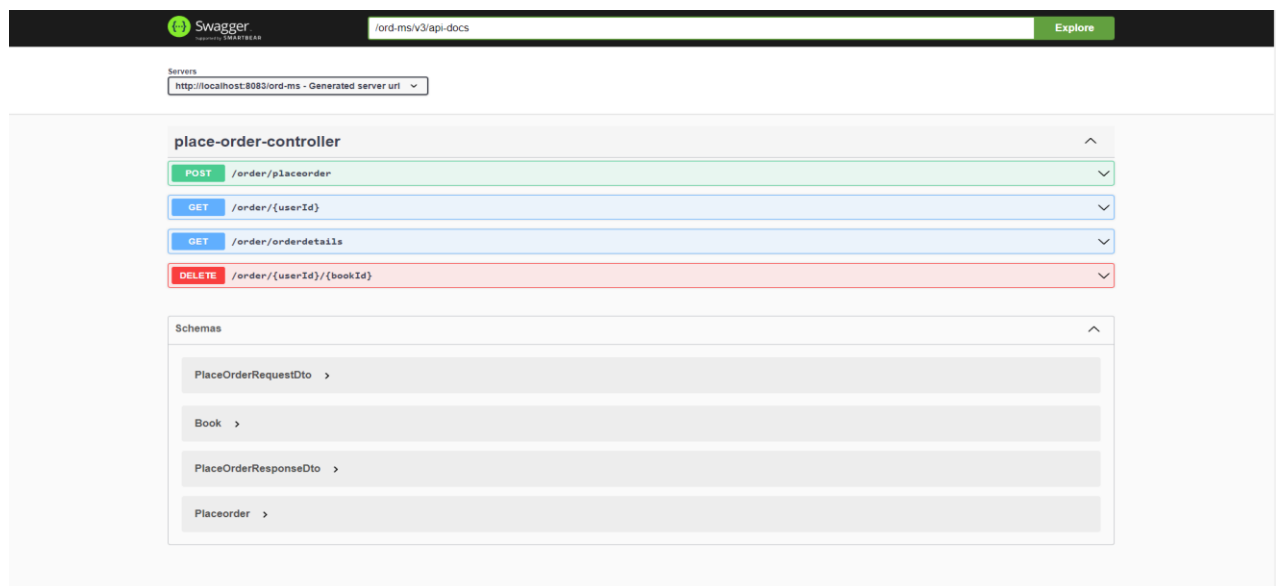 Swagger
Supported by SMARTBEAR
/ord-ms/v3/api-docs
Explore
Servers
http://localhost:8083/ord-ms - Generated server url
place-order-controller
POST /order/placeorder
GET /order/{userId}
GET /order/orderdetails
DELETE /order/{userId}/{bookId}
Schemas
PlaceOrderRequestDto
Book
PlaceOrderResponseDto
Placeorder